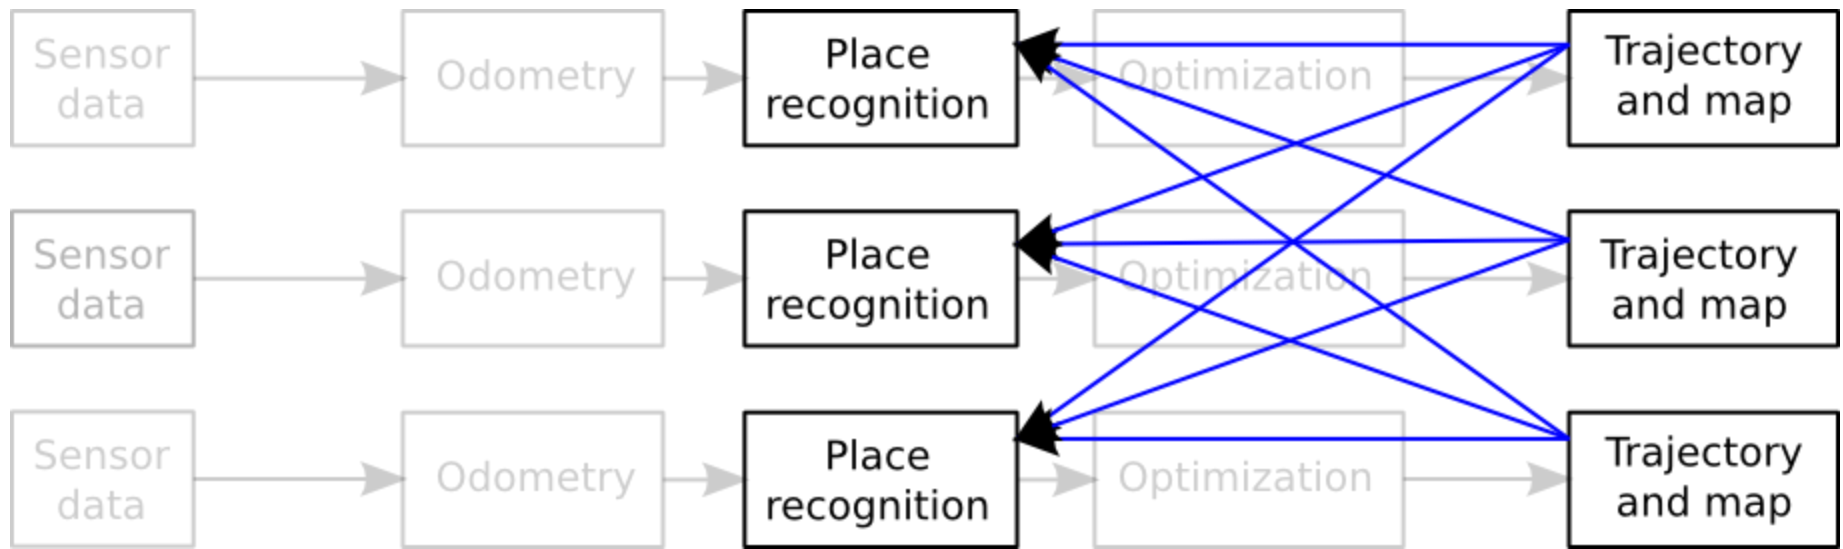 Sensor
data
Odometry
Place
recognition
Optimization
Trajectory
and map
Sensor
data
Odometry
Place
recognition
Optimization
Trajectory
and map
Sensor
data
Odometry
Place
recognition
Optimization
Trajectory
and map